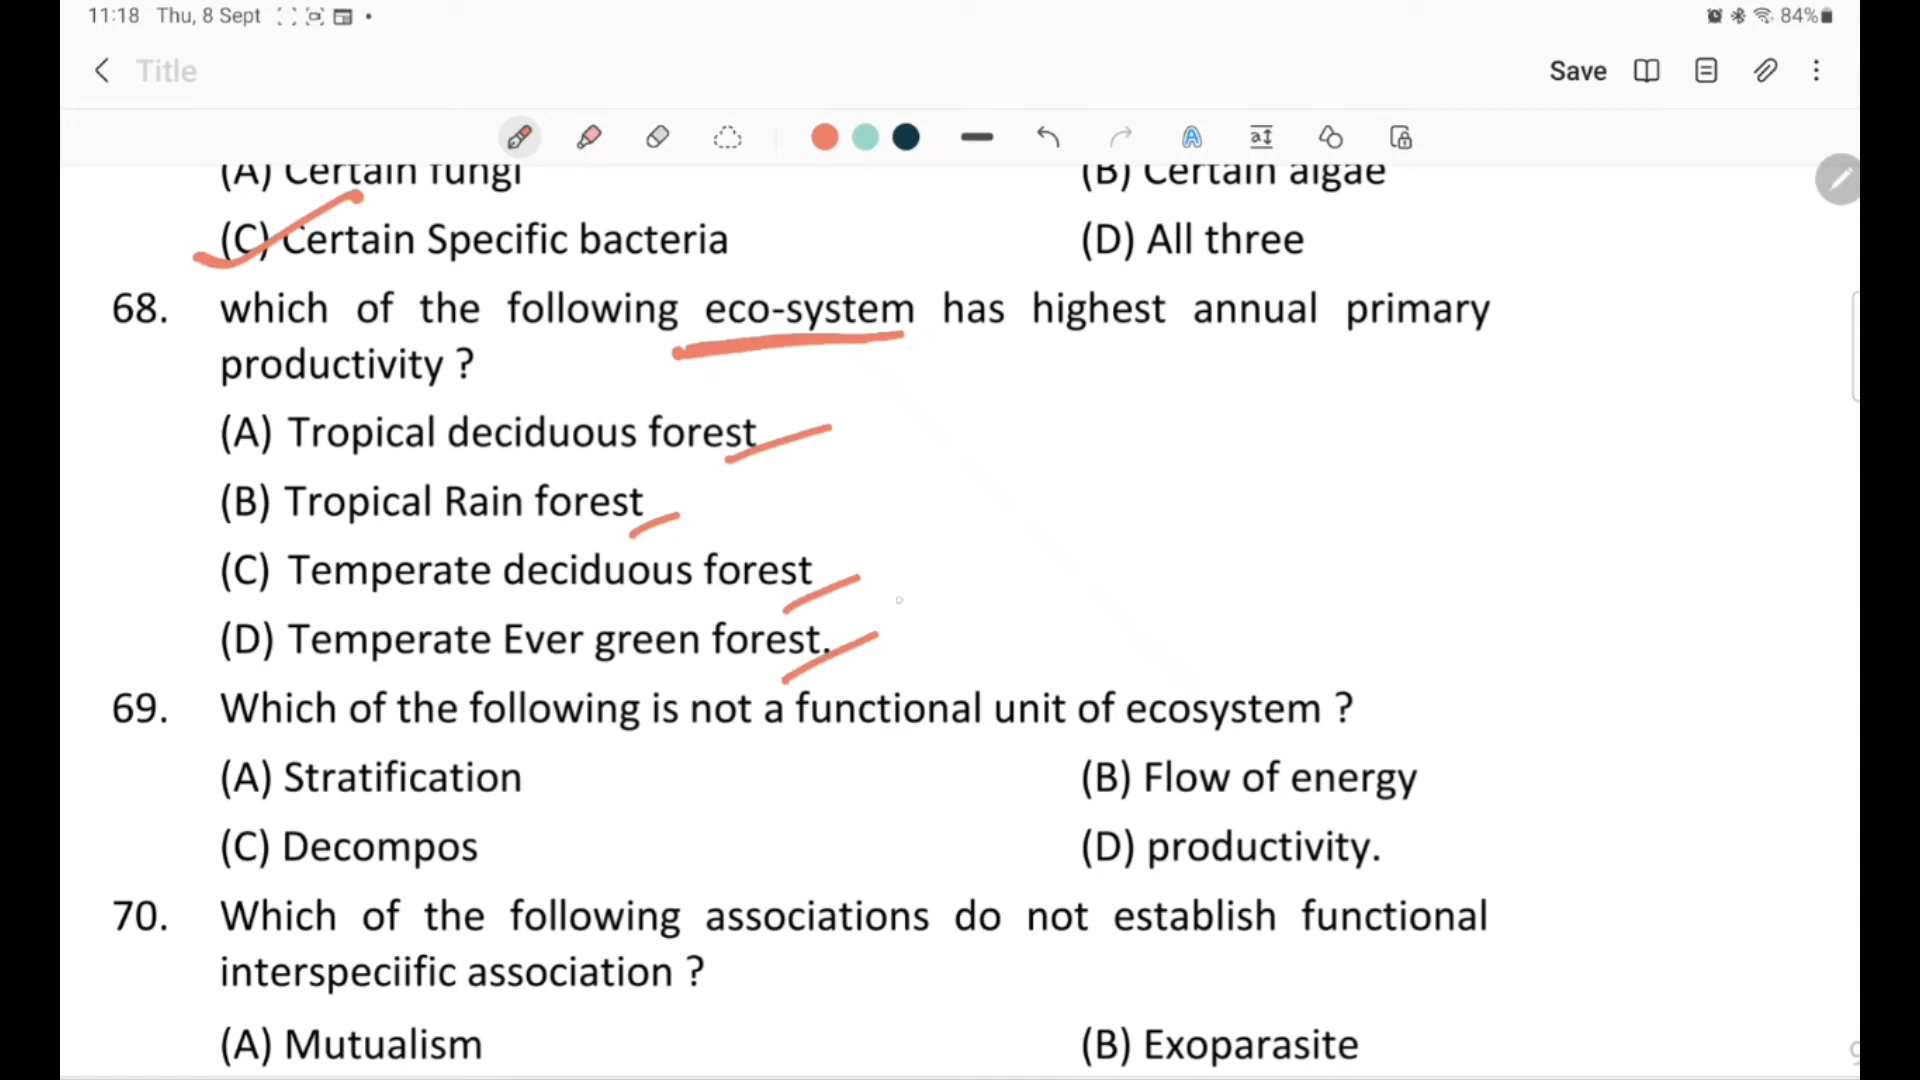 11:18 Thu, 8 Sept
84%
Title
Save
(A) Certain fungi (B) Certain algae
(C) Certain Specific bacteria (D) All three
68. which of the following eco-system has highest annual primary
productivity ?
(A) Tropical deciduous forest
(B) Tropical Rain forest
(C) Temperate deciduous forest
(D) Temperate Ever green forest.
69. Which of the following is not a functional unit of ecosystem ?
(A) Stratification (B) Flow of energy
(C) Decompos (D) productivity.
70. Which of the following associations do not establish functional
interspeciific association ?
(A) Mutualism (B) Exoparasite